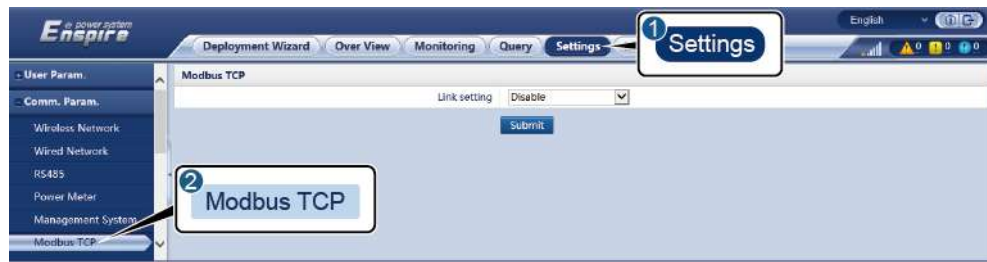 e power system
Enspire
English
Deployment Wizard
Over View
Monitoring
Query
Settings
1
Settings
0
0
0
User Param.
Comm. Param.
Wireless Network
Wired Network
RS485
Power Meter
Management System
Modbus TCP
Modbus TCP
Link setting
Disable
Submit
2
Modbus TCP